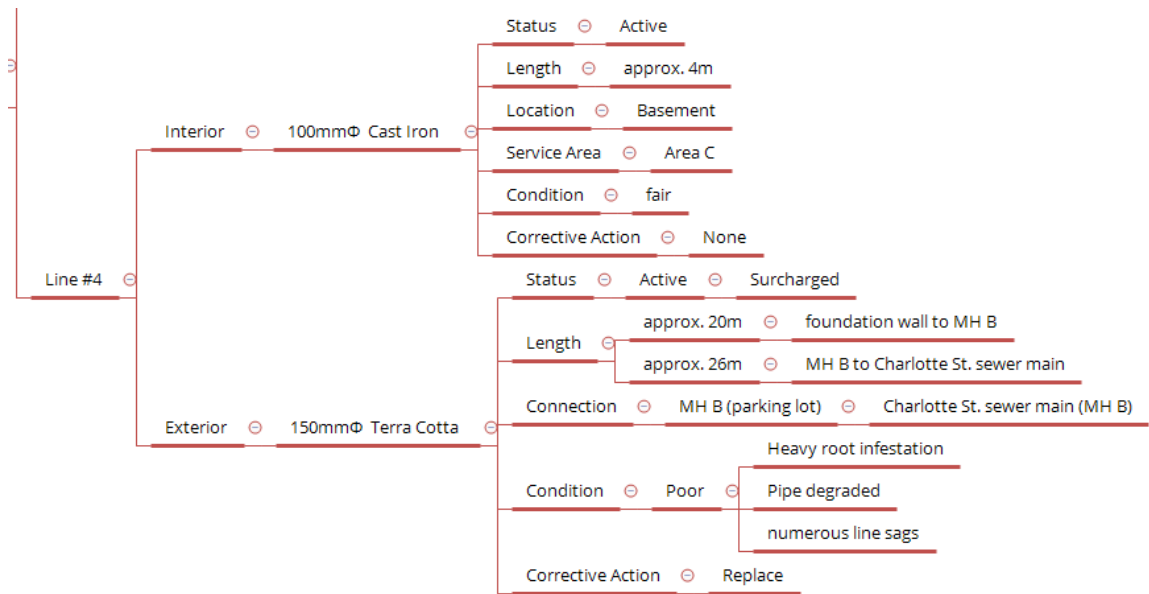 Line #4
Interior
100mmΦ Cast Iron
Status
Active
Length
approx. 4m
Location
Basement
Service Area
Area C
Condition
fair
Corrective Action
None
Exterior
150mmΦ Terra Cotta
Status
Active
Surcharged
Length
approx. 20m
foundation wall to MH B
approx. 26m
MH B to Charlotte St. sewer main
Connection
MH B (parking lot)
Charlotte St. sewer main (MH B)
Condition
Poor
Heavy root infestation
Pipe degraded
numerous line sags
Corrective Action
Replace